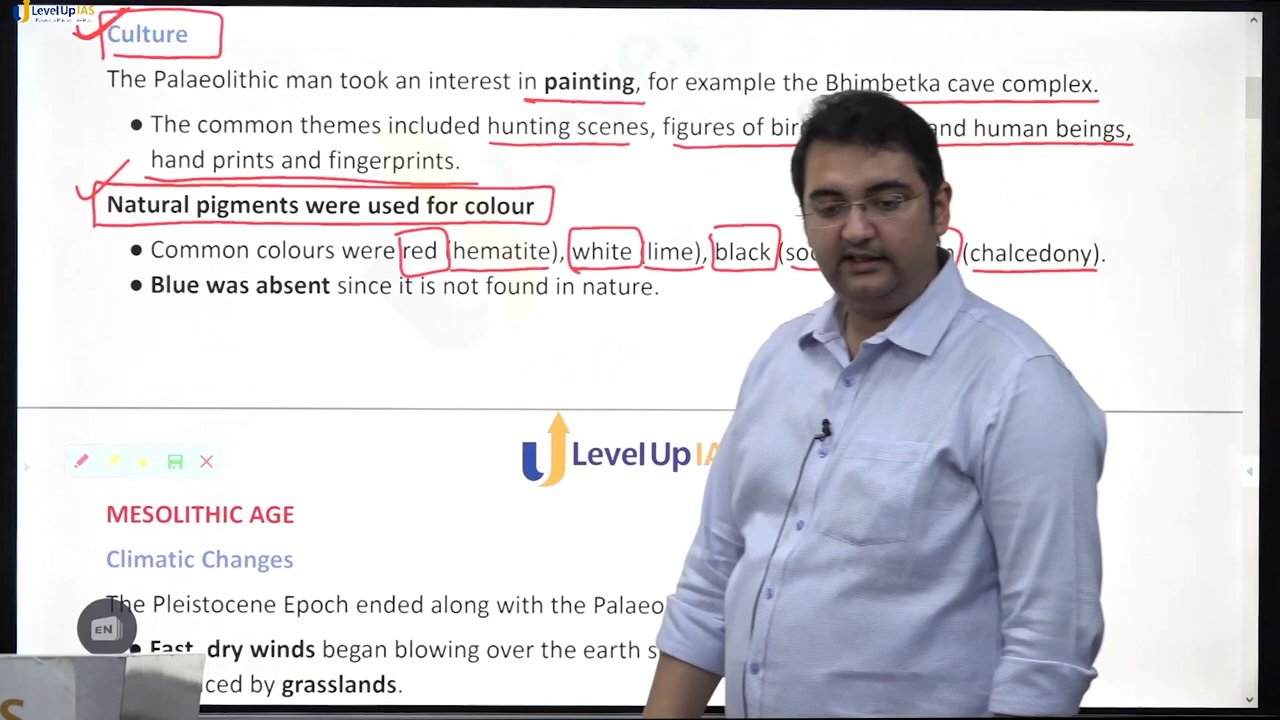 LevelUp IAS
Culture
The Palaeolithic man took an interest in painting, for example the Bhimbetka cave complex.
● The common themes included hunting scenes, figures of and human beings,
hand prints and fingerprints.
Natural pigments were used for colour
● Common colours were red (hematite), white (lime), black (chalcedony).
● Blue was absent since it is not found in nature.
LevelUp
MESOLITHIC AGE
Climatic Changes
The Pleistocene Epoch ended along with the
EN
● Fast, dry winds began blowing over the earth
by grasslands.